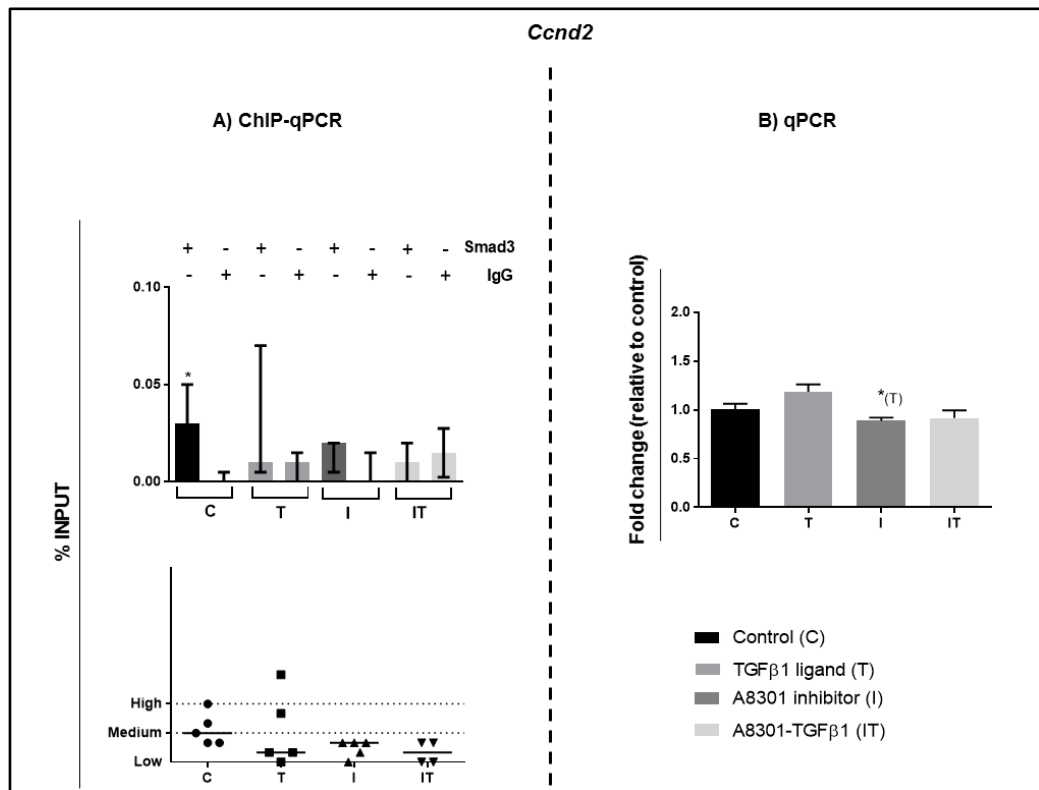 Ccnd2
A) ChIP-qPCR
B) qPCR
+ - + - + - + - Smad3
- + - + - + - + IgG
% INPUT
0.10
0.05
0.00
*
C T I IT
High
Medium
Low
C T I IT
Fold change (relative to control)
2.0
1.5
1.0
0.5
0.0
*(T)
C T I IT
Control (C)
TGFβ1 ligand (T)
A8301 inhibitor (I)
A8301-TGFβ1 (IT)